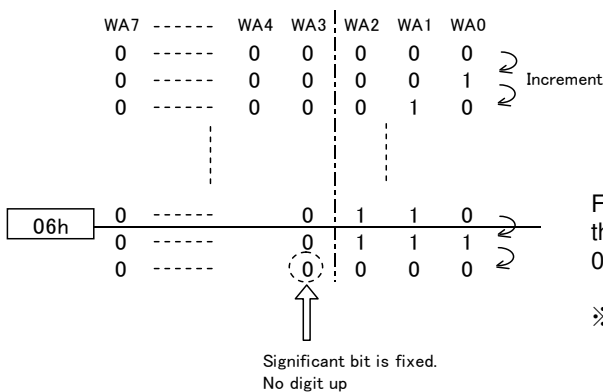 WA7 ------ WA4 WA3 WA2 WA1 WA0
0 ------ 0 0 0 0 0
0 ------ 0 0 0 0 1
0 ------ 0 0 0 1 0
Increment
06h
0 ------ 0 1 1 0
0 ------ 0 1 1 1
0 ------ 0 0 0 0
Significant bit is fixed.
No digit up
F
th
0
※